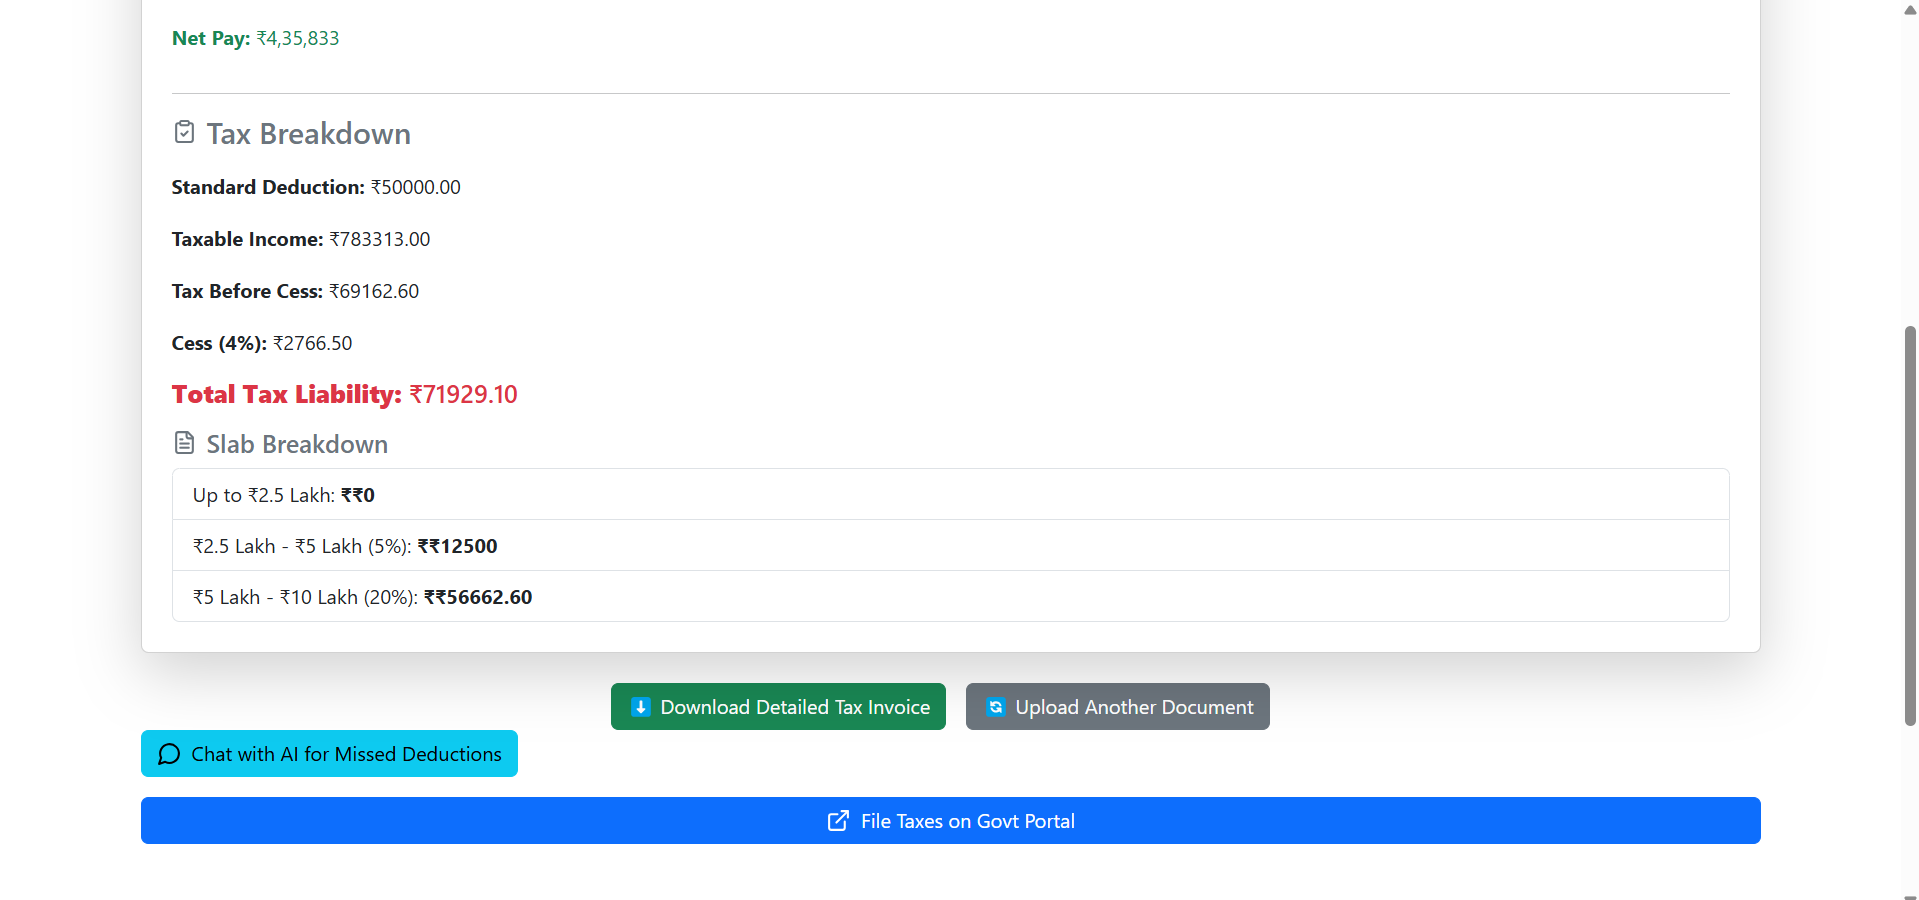 Net Pay: ₹4,35,833
Tax Breakdown
Standard Deduction: ₹50000.00
Taxable Income: ₹783313.00
Tax Before Cess: ₹69162.60
Cess (4%): ₹2766.50
Total Tax Liability: ₹71929.10
Slab Breakdown
Up to ₹2.5 Lakh: ₹₹0
₹2.5 Lakh - ₹5 Lakh (5%): ₹₹12500
₹5 Lakh - ₹10 Lakh (20%): ₹₹56662.60
Download Detailed Tax Invoice
Upload Another Document
Chat with AI for Missed Deductions
File Taxes on Govt Portal